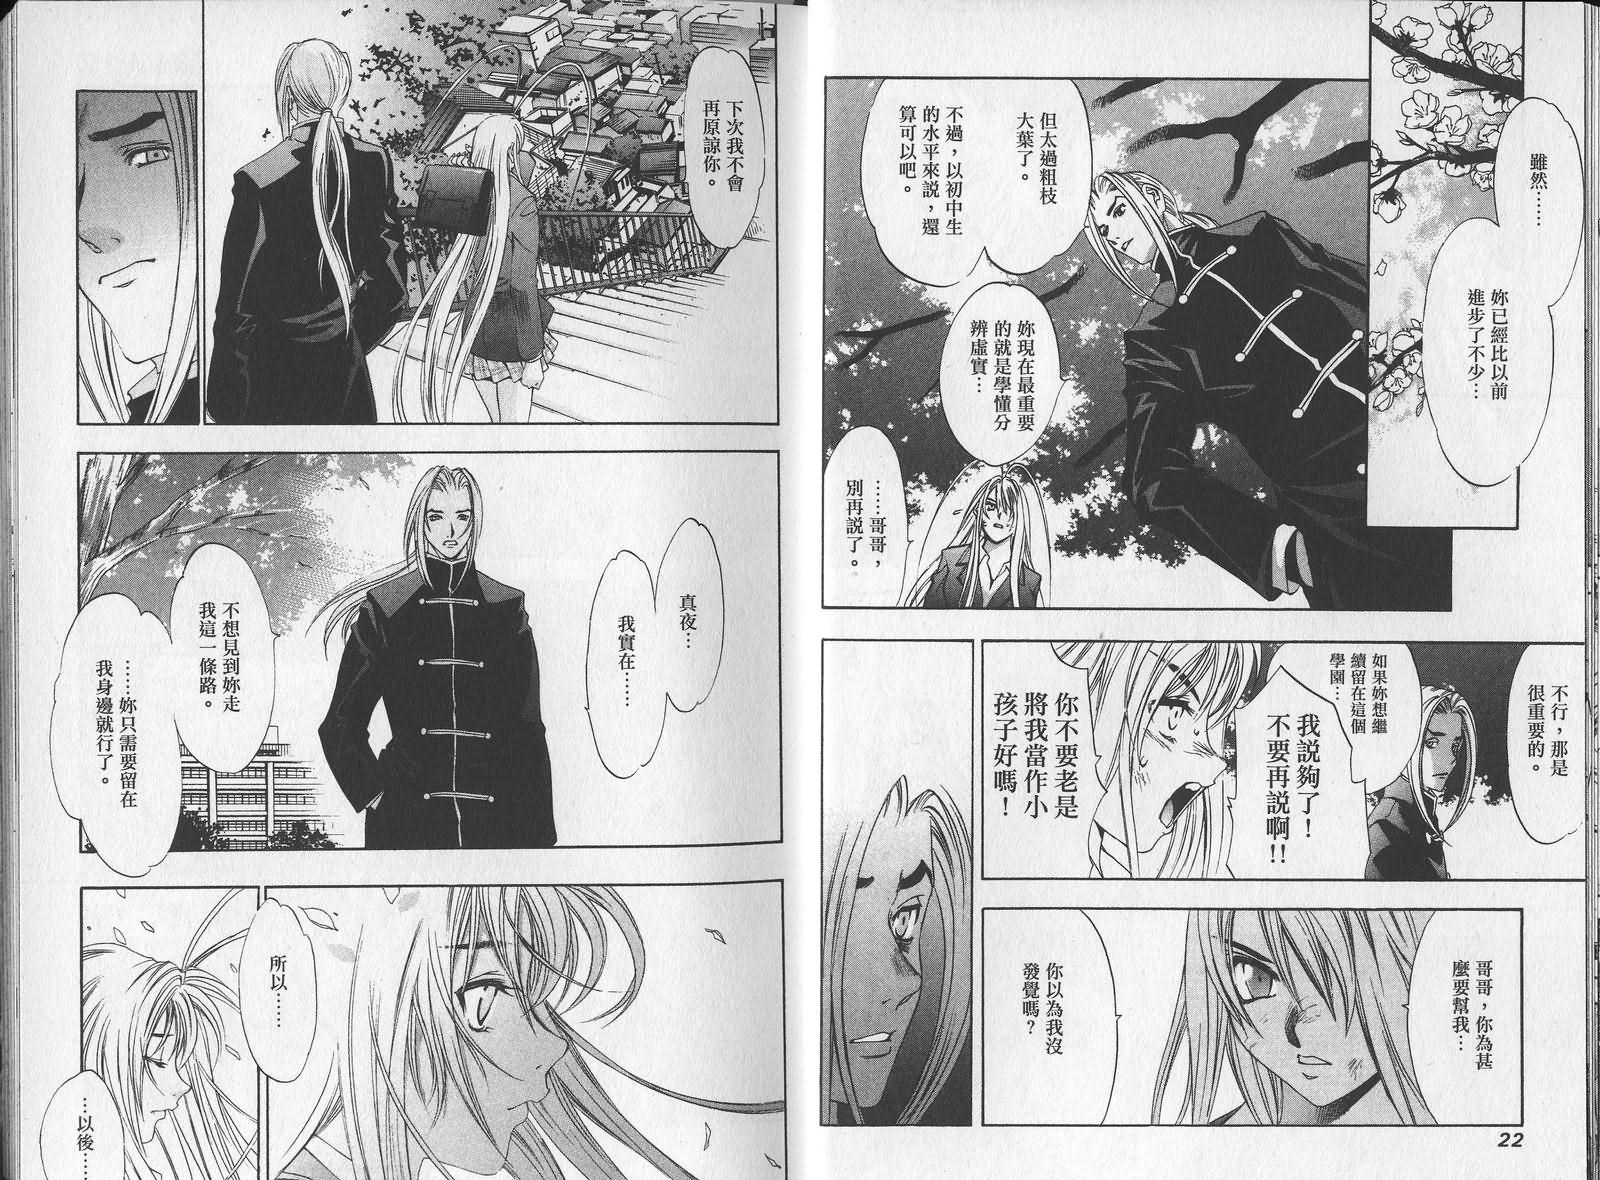 雖然……
妳已經比以前
進步了不少…
但太過粗枝
大葉了。
不過，以初中生
的水平來説，還
算可以吧。
妳現在最重要
的就是學懂分
辨虛實…
……哥哥，
別再説了。
不行，那是
很重要的。
如果妳想繼
續留在這個
學園…
我説夠了！
不要再説啊!!
你不要老是
將我當作小
孩子好嗎！
哥哥，你為甚
麼要幫我…
你以為我沒
發覺嗎？
22
下次我不會
再原諒你。
真夜…
我實在…
不想見到妳走
我這一條路。
……妳只需要留在
我身邊就行了。
所以……
…以後……